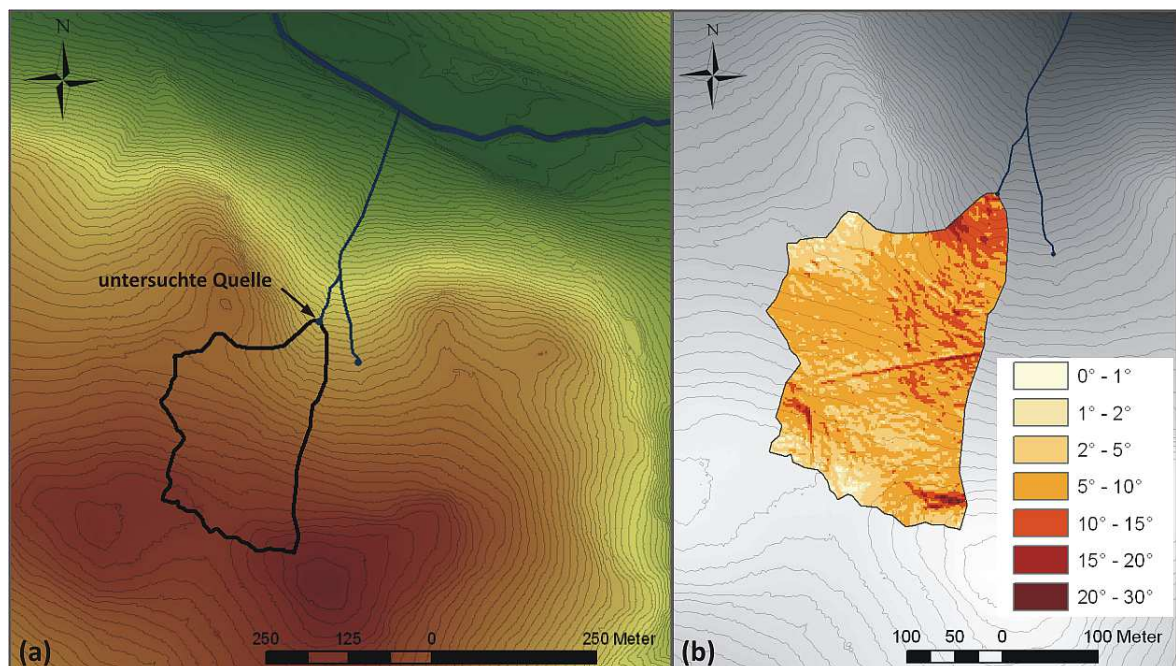 N
untersuchte Quelle
(a)
250 125 0 250 Meter
N
0° - 1°
1° - 2°
2° - 5°
5° - 10°
10° - 15°
15° - 20°
20° - 30°
(b)
100 50 0 100 Meter